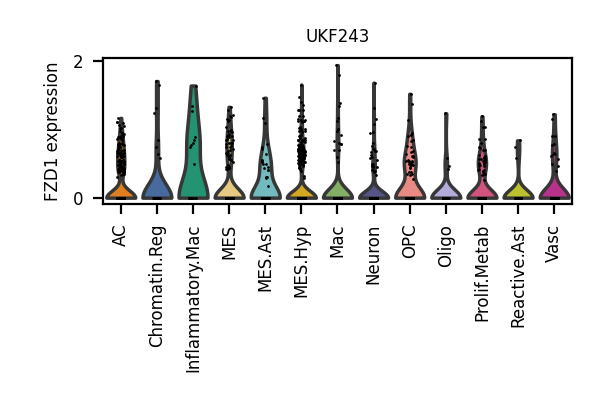 UKF243
FZD1 expression
2
0
AC
Chromatin.Reg
Inflammatory.Mac
MES
MES.Ast
MES.Hyp
Mac
Neuron
OPC
Oligo
Prolif.Metab
Reactive.Ast
Vasc